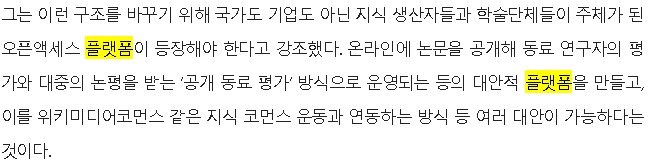 그는 이런 구조를 바꾸기 위해 국가도 기업도 아닌 지식 생산자들과 학술단체들이 주체가 된
오픈액세스 플랫폼이 등장해야 한다고 강조했다. 온라인에 논문을 공개해 동료 연구자의 평
가와 대중의 논평을 받는 ‘공개 동료 평가’ 방식으로 운영되는 등의 대안적 플랫폼을 만들고,
이를 위키미디어코먼스 같은 지식 코먼스 운동과 연동하는 방식 등 여러 대안이 가능하다는
것이다.